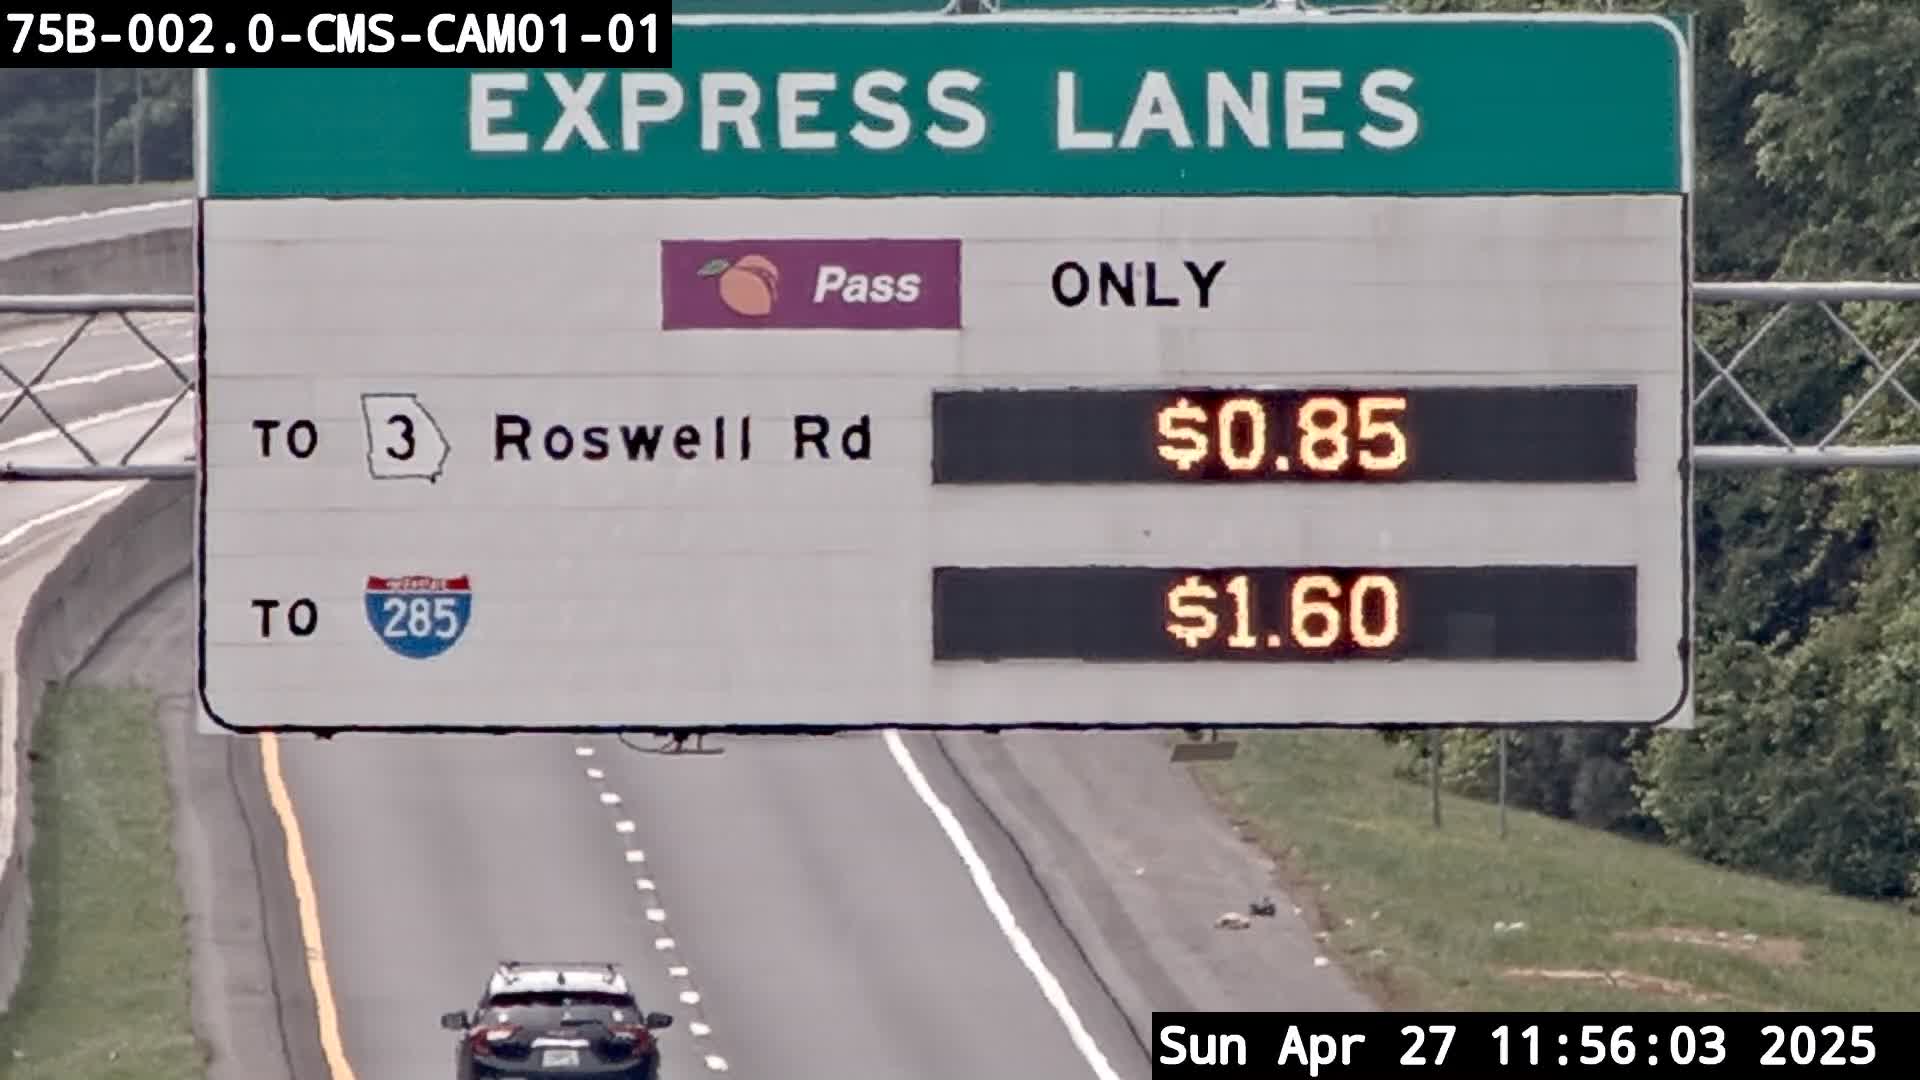 75B-002.0-CMS-CAM01-01
EXPRESS LANES
Pass ONLY
TO 3 Roswell Rd $0.85
TO 285 $1.60
Sun Apr 27 11:56:03 2025